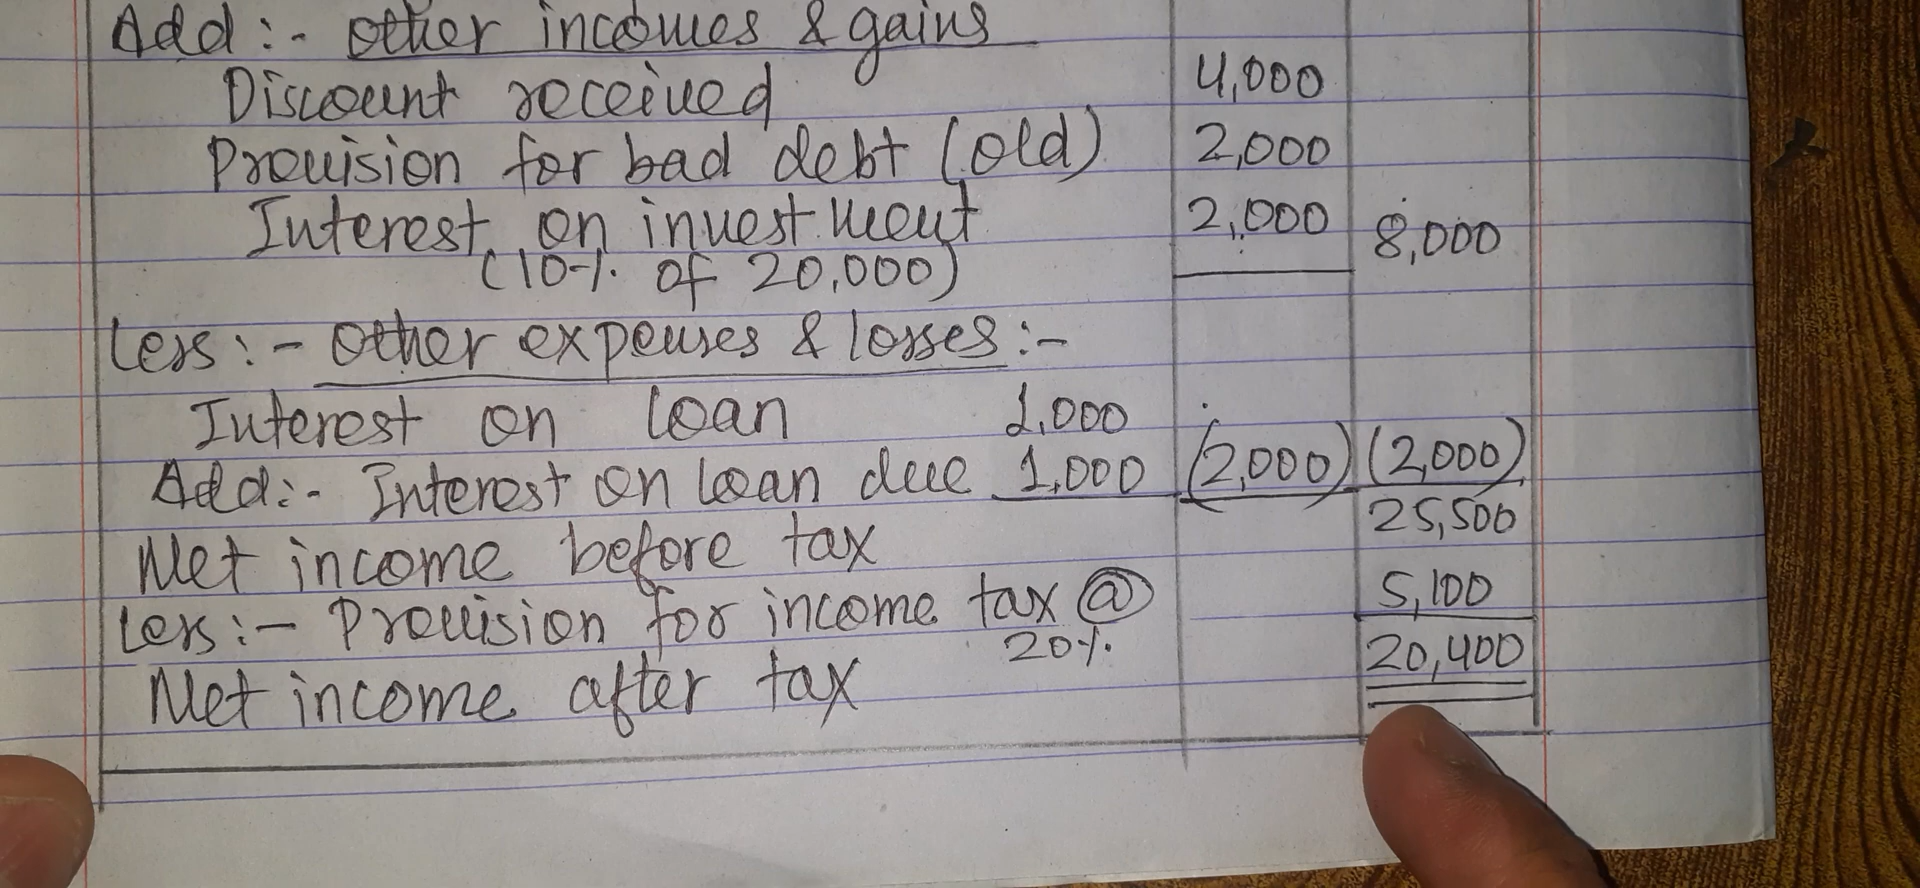 Add :- other incomes & gains
Discount received 4,000
Provision for bad debt (old) 2,000
Interest on investment 2,000 8,000
(10% of 20,000)
Less :- Other expenses & losses :-
Interest on loan 1,000
Add :- Interest on loan due 1,000 (2,000) (2,000)
Net income before tax 25,500
Less :- Provision for income tax @ 5,100
20%
Net income after tax 20,400